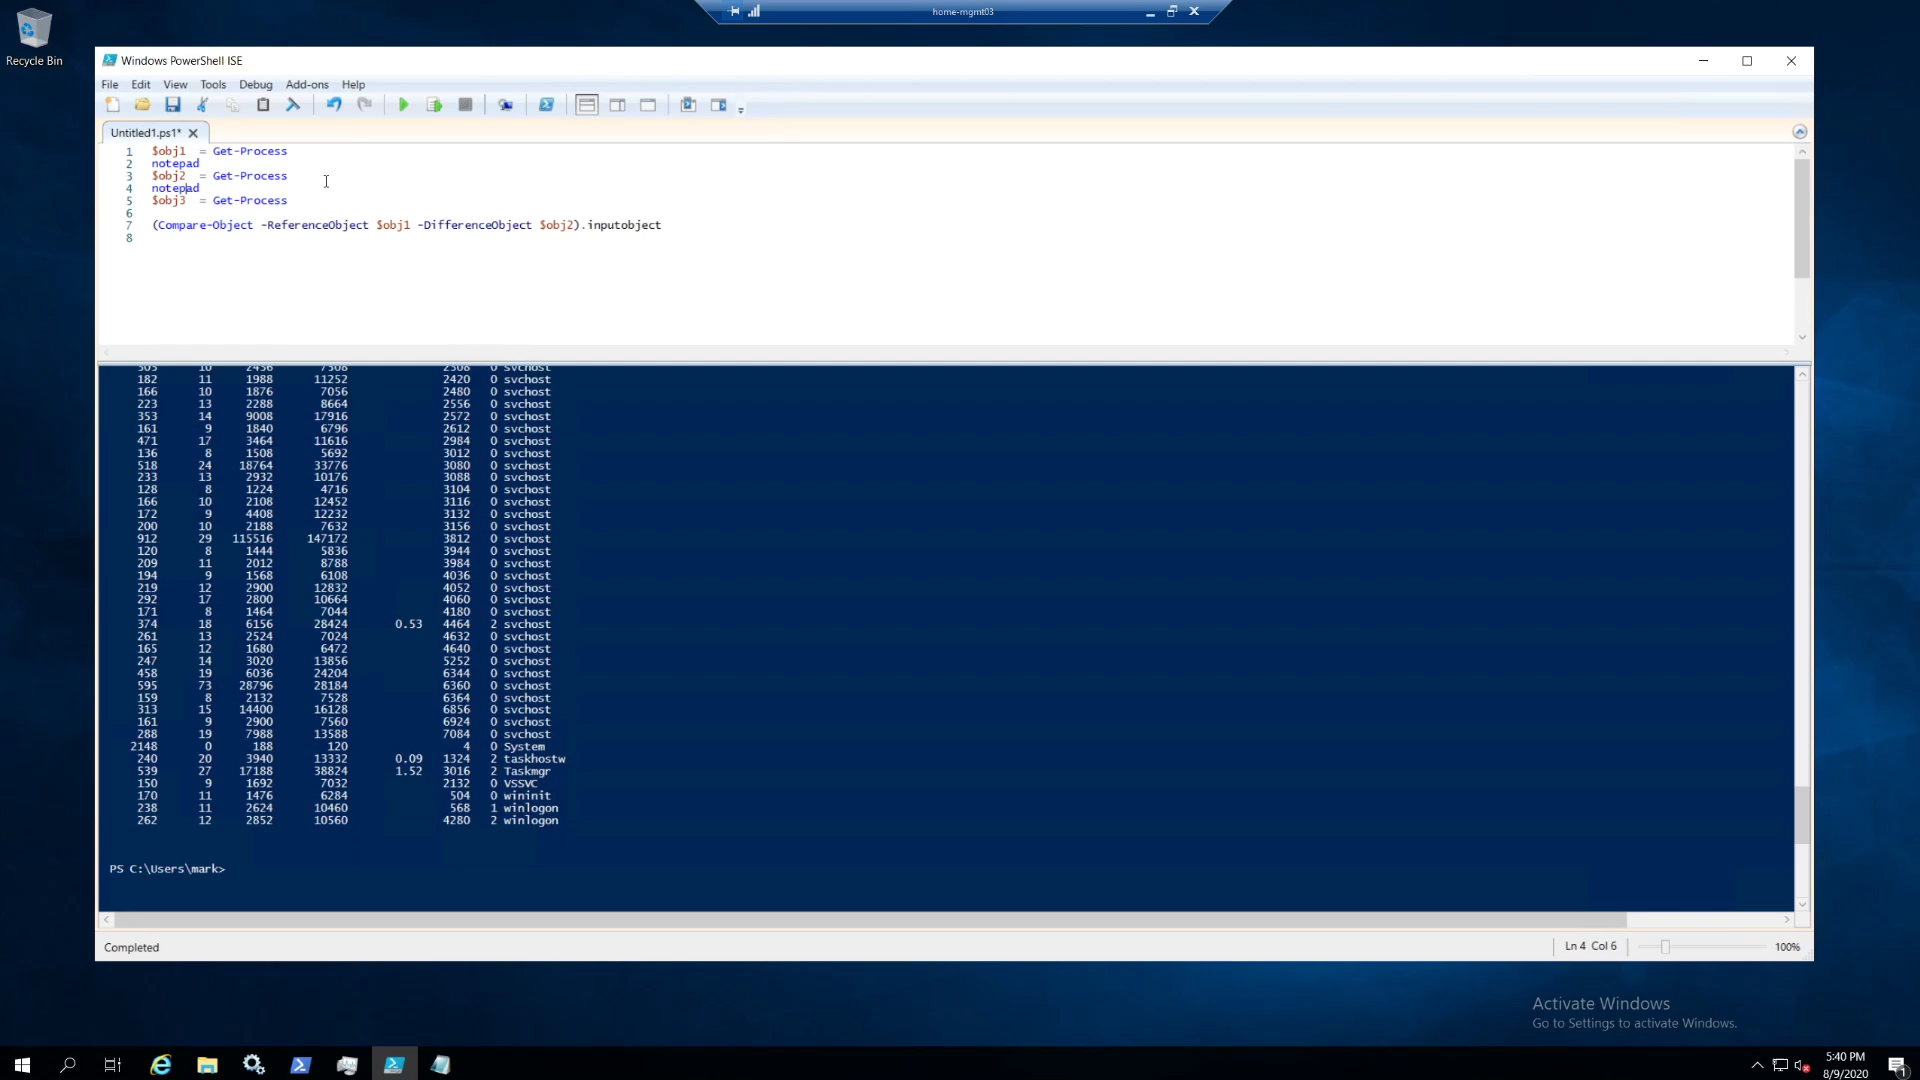 home-mgmt03
Recycle Bin
Windows PowerShell ISE
File Edit View Tools Debug Add-ons Help
Untitled1.ps1*
1 $obj1 = Get-Process
2 notepad
3 $obj2 = Get-Process
4 notepad
5 $obj3 = Get-Process
6
7 (Compare-Object -ReferenceObject $obj1 -DifferenceObject $obj2).inputobject
8
303 10 2436 7508 2308 0 svchost
182 11 1988 11252 2420 0 svchost
166 10 1876 7056 2480 0 svchost
223 13 2288 8664 2556 0 svchost
353 14 9008 17916 2572 0 svchost
161 9 1840 6796 2612 0 svchost
471 17 3464 11616 2984 0 svchost
136 8 1508 5692 3012 0 svchost
518 24 18764 33776 3080 0 svchost
233 13 2932 10176 3088 0 svchost
128 8 1224 4716 3104 0 svchost
166 10 2108 12452 3116 0 svchost
172 9 4408 12232 3132 0 svchost
200 10 2188 7632 3156 0 svchost
912 29 115516 147172 3812 0 svchost
120 8 1444 5836 3944 0 svchost
209 11 2012 8788 3984 0 svchost
194 9 1568 6108 4036 0 svchost
219 12 2900 12832 4052 0 svchost
292 17 2800 10664 4060 0 svchost
171 8 1464 7044 4180 0 svchost
374 18 6156 28424 0.53 4464 2 svchost
261 13 2524 7024 4632 0 svchost
165 12 1680 6472 4640 0 svchost
247 14 3020 13856 5252 0 svchost
458 19 6036 24204 6344 0 svchost
595 73 28796 28184 6360 0 svchost
159 8 2132 7528 6364 0 svchost
313 15 14400 16128 6856 0 svchost
161 9 2900 7560 6924 0 svchost
288 19 7988 13588 7084 0 svchost
2148 0 188 120 4 0 System
240 20 3940 13332 0.09 1324 2 taskhostw
539 27 17188 38824 1.52 3016 2 Taskmgr
150 9 1692 7032 2132 0 VSSVC
170 11 1476 6284 504 0 wininit
238 11 2624 10460 568 1 winlogon
262 12 2852 10560 4280 2 winlogon
PS C:\Users\mark>
Completed
Ln 4 Col 6
100%
Activate Windows
Go to Settings to activate Windows.
5:40 PM
8/9/2020
1